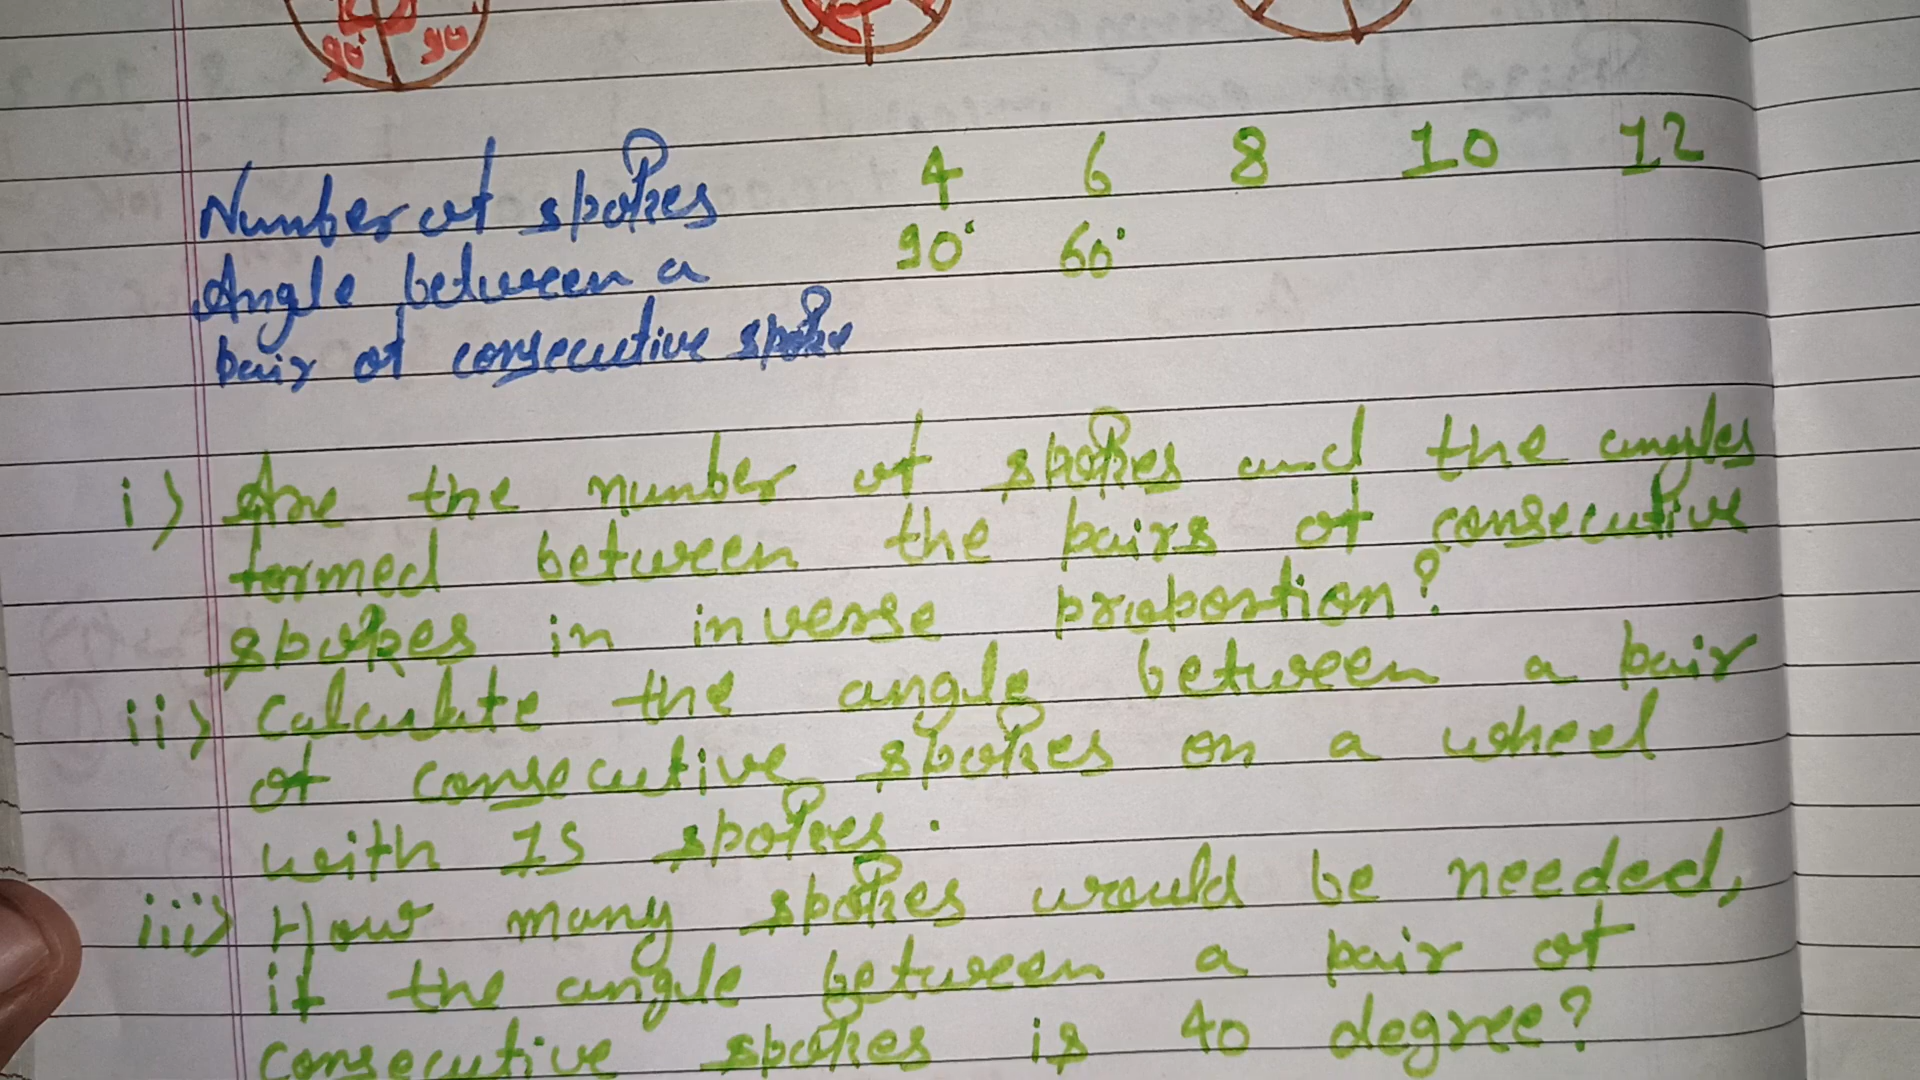 90° 90
Number of spokes 4 6 8 10 12
Angle between a 90° 60°
pair of consecutive spoke
i) Are the number of spokes and the angles
formed between the pairs of consecutive
spokes in inverse proportion?
ii) Calculate the angle between a pair
of consecutive spokes on a wheel
with 15 spokes.
iii) How many spokes would be needed,
if the angle between a pair of
consecutive spokes is 40 degree?